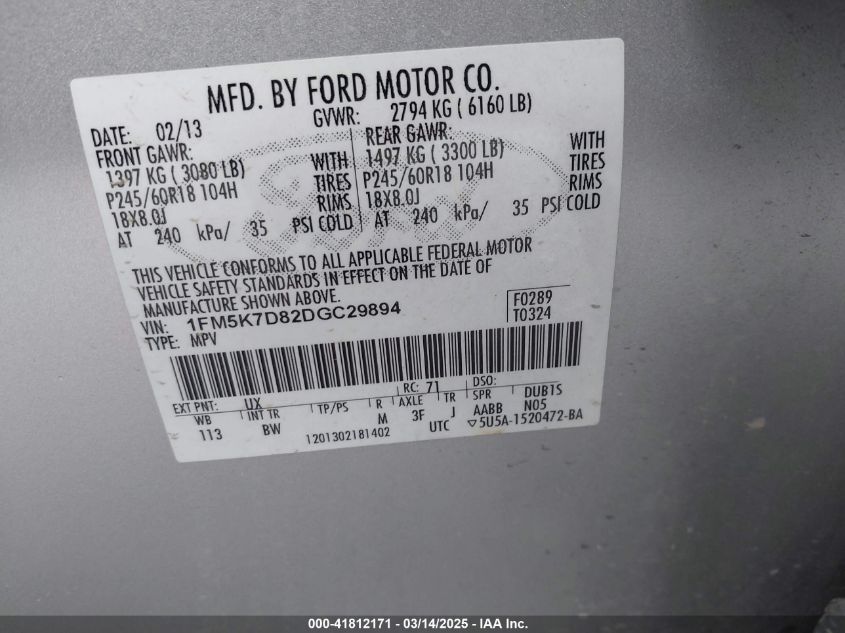 MFD. BY FORD MOTOR CO.
DATE: 02/13 GVWR: 2794 KG ( 6160 LB)
FRONT GAWR: REAR GAWR:
1397 KG ( 3080 LB) WITH 1497 KG ( 3300 LB) WITH
P245/60R18 104H TIRES P245/60R18 104H TIRES
18X8.0J RIMS 18X8.0J RIMS
AT 240 kPa/ 35 PSI COLD AT 240 kPa/ 35 PSI COLD
THIS VEHICLE CONFORMS TO ALL APPLICABLE FEDERAL MOTOR
VEHICLE SAFETY STANDARDS IN EFFECT ON THE DATE OF
MANUFACTURE SHOWN ABOVE.
VIN: 1FM5K7D82DGC29894 F0289
TYPE: MPV T0324
EXT PNT: UX RC: 71 DSO:
WB INT TR TP/PS R AXLE TR SPR DUB1S
113 BW M 3F J AABB N05
1201302181402 UTC ▽5U5A-1520472-BA
000-41812171 | 03/14/2025 - IAA Inc.